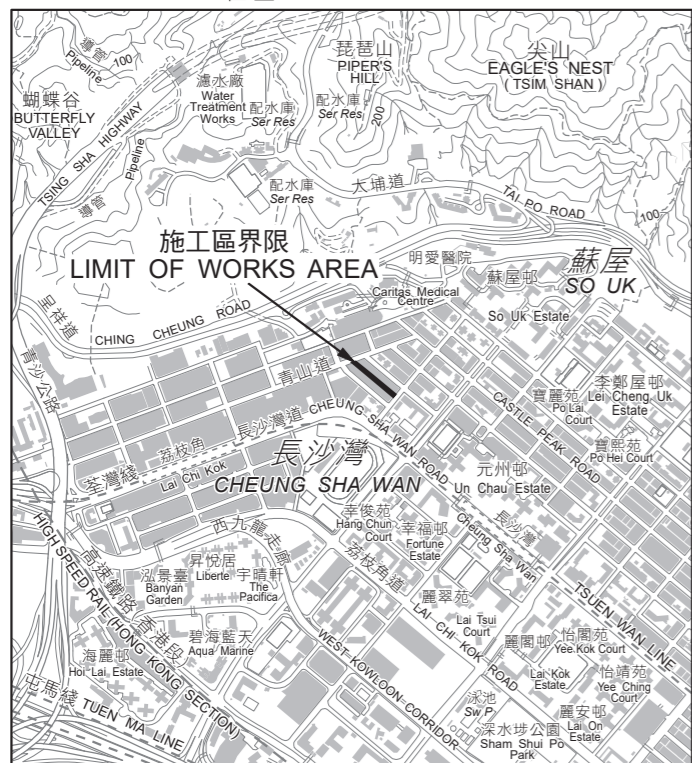 導管
Pipeline
100
濾水廠
Water
Treatment
Works
配水庫
Ser Res
琵琶山
PIPER'S
HILL
配水庫
Ser Res
200
尖山
EAGLE'S NEST
( TSIM SHAN )
蝴蝶谷
BUTTERFLY
VALLEY
TSING SHA HIGHWAY
Pipeline
導管
配水庫
Ser Res
大埔道
TAI PO ROAD
100
施工區界限
LIMIT OF WORKS AREA
明愛醫院
Caritas Medical
Centre
蘇屋邨
So Uk Estate
蘇屋
SO UK
呈祥道
CHING CHEUNG ROAD
青沙公路
青山道
CASTLE PEAK ROAD
寶麗苑
Po Lai
Court
李鄭屋邨
Lei Cheng Uk
Estate
寶熙苑
Po Hei Court
長沙灣道
CHEUNG SHA WAN ROAD
荔枝角
Lai Chi Kok
荃灣綫
長沙灣
CHEUNG SHA WAN
元州邨
Un Chau Estate
長沙灣
Cheung Sha Wan
TSUEN WAN LINE
西九龍走廊
WEST KOWLOON CORRIDOR
幸俊苑
Hang Chun
Court
幸福邨
Fortune
Estate
荔枝角道
LAI CHI KOK ROAD
高速鐵路(香港段)
HIGH SPEED RAIL (HONG KONG SECTION)
昇悅居
Liberte
宇晴軒
The
Pacifica
泓景臺
Banyan
Garden
碧海藍天
Aqua Marine
海麗邨
Hoi Lai Estate
屯馬綫
TUEN MA LINE
麗翠苑
Lai Tsui
Court
麗閣邨
Lai Kok
Estate
怡閣苑
Yee Kok Court
怡靖苑
Yee Ching
Court
麗安邨
Lai On
Estate
泳池
Sw P
深水埗公園
Sham Shui Po
Park